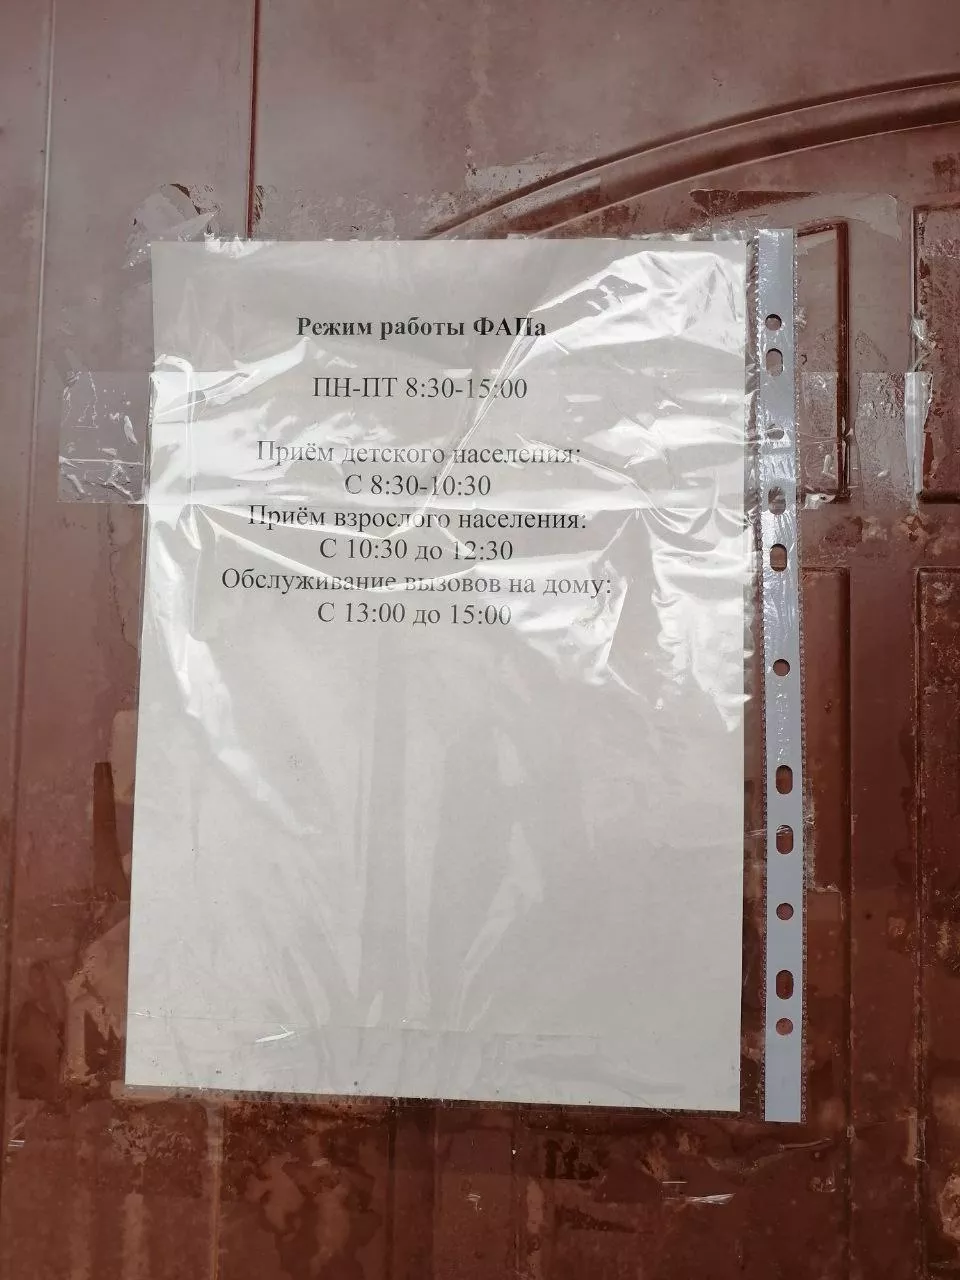 Режим работы ФАПа
ПН-ПТ 8:30-15:00
Приём детского населения:
С 8:30-10:30
Приём взрослого населения:
С 10:30 до 12:30
Обслуживание вызовов на дому:
С 13:00 до 15:00